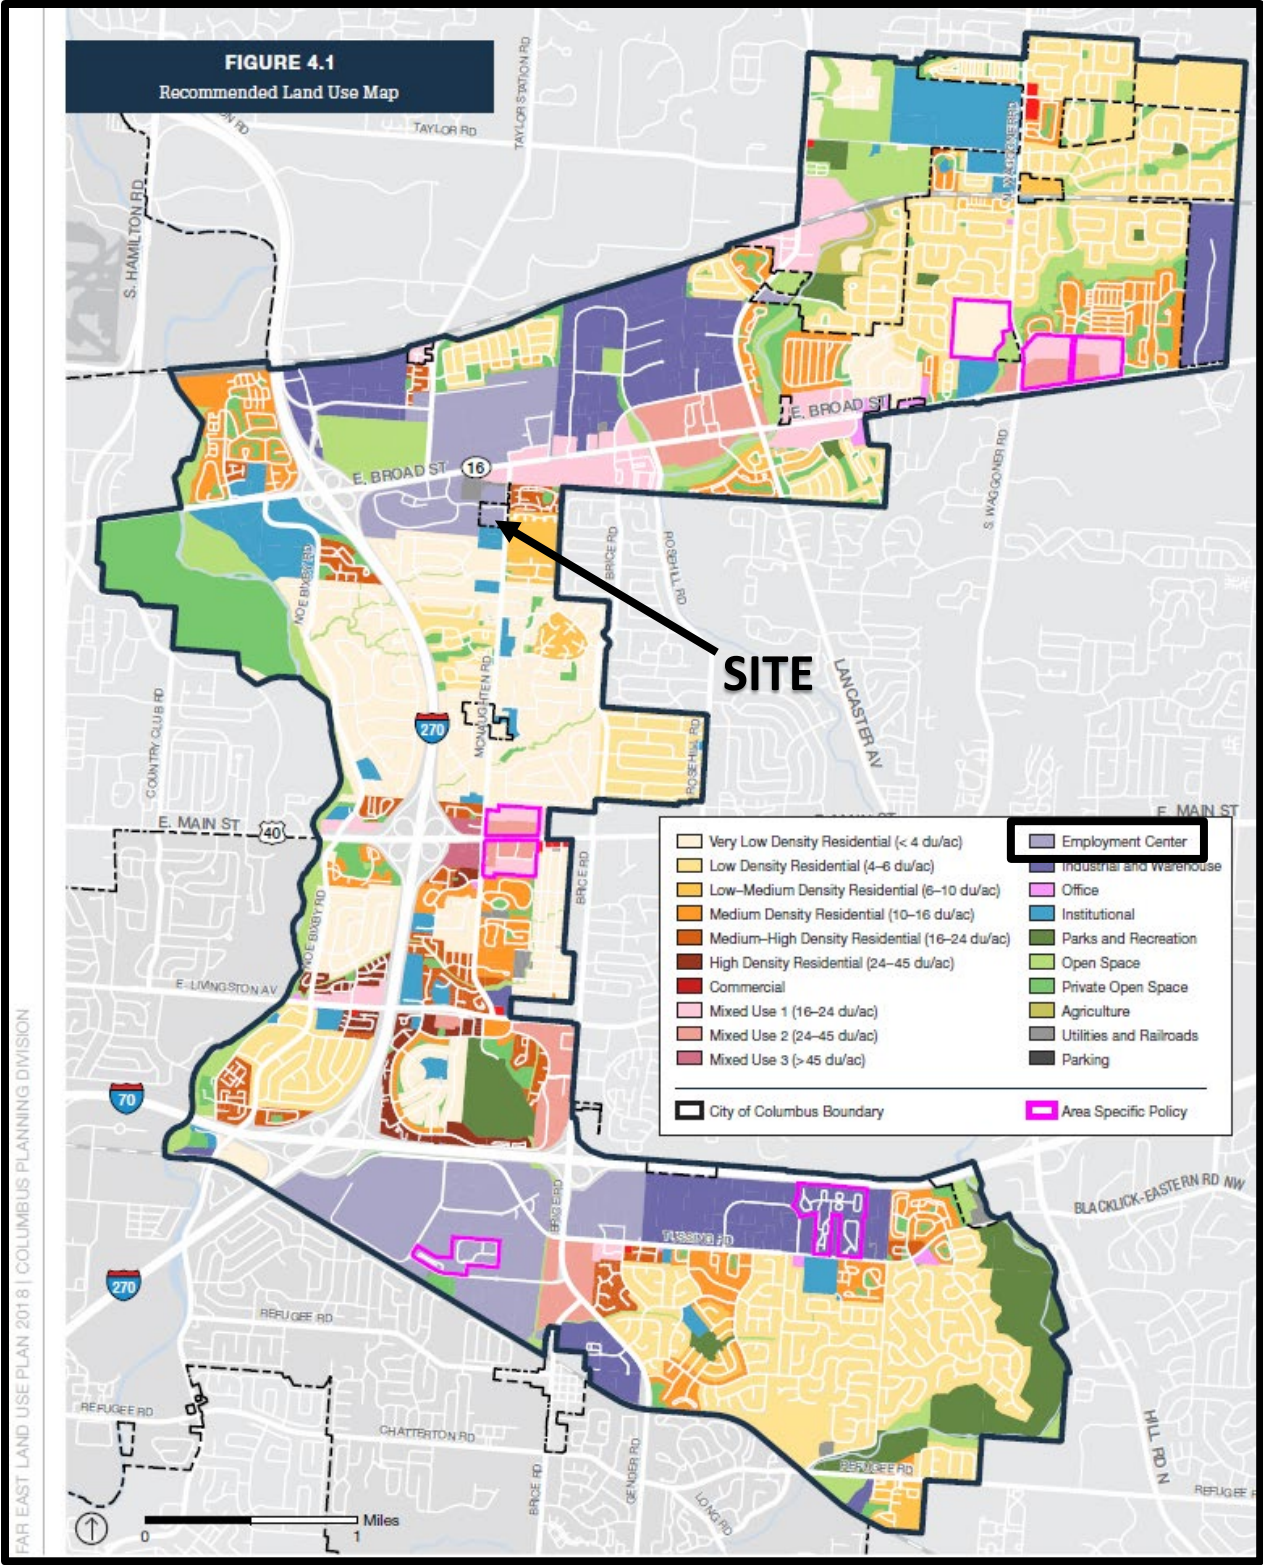 FIGURE 4.1
Recommended Land Use Map
ON RD
TAYLOR STATION RD
TAYLOR RD
S. HAMILTON RD
N. WAGGONER RD
E. BROAD ST
E. BROAD ST
16
S. WAGGONER RD
BRICE RD
ROSEHILL RD
NOE BIXBY RD
SITE
LANCASTER AV
MCNAUGHTEN RD
COUNTRY CLUB RD
270
ROSEHILL RD
E. MAIN ST
40
E. MAIN ST
BRICE RD
NOE BIXBY RD
E. LIVINGSTON AV
Very Low Density Residential (< 4 du/ac)
Low Density Residential (4–6 du/ac)
Low–Medium Density Residential (6–10 du/ac)
Medium Density Residential (10–16 du/ac)
Medium–High Density Residential (16–24 du/ac)
High Density Residential (24–45 du/ac)
Commercial
Mixed Use 1 (16–24 du/ac)
Mixed Use 2 (24–45 du/ac)
Mixed Use 3 (> 45 du/ac)
Employment Center
Industrial and Warehouse
Office
Institutional
Parks and Recreation
Open Space
Private Open Space
Agriculture
Utilities and Railroads
Parking
City of Columbus Boundary
Area Specific Policy
70
BLACKLICK-EASTERN RD NW
BRICE RD
TUSSING RD
270
REFUGEE RD
REFUGEE RD
CHATTERTON RD
HILL RD N
REFUGEE RD
REFUGEE R
BRICE RD
GENDER RD
LONG RD
0
1
Miles
FAR EAST LAND USE PLAN 2018 | COLUMBUS PLANNING DIVISION